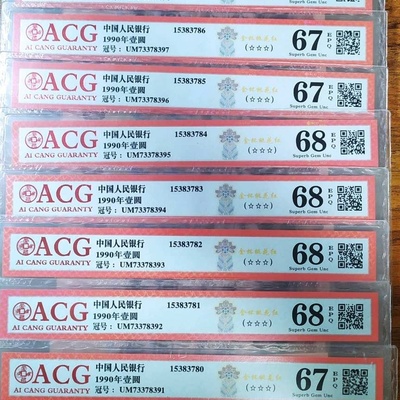 ACG 中国人民银行 15383786 67 EPQ
AI CANG GUARANTY 1990年壹圆 (☆☆☆) Superb Gem Unc
冠号: UM73378397
ACG 中国人民银行 15383785 67 EPQ
AI CANG GUARANTY 1990年壹圆 (☆☆☆) Superb Gem Unc
冠号: UM73378396
ACG 中国人民银行 15383784 68 EPQ
AI CANG GUARANTY 1990年壹圆 (☆☆☆) Superb Gem Unc
冠号: UM73378395
ACG 中国人民银行 15383783 68 EPQ
AI CANG GUARANTY 1990年壹圆 (☆☆☆) Superb Gem Unc
冠号: UM73378394
ACG 中国人民银行 15383782 68 EPQ
AI CANG GUARANTY 1990年壹圆 (☆☆☆) Superb Gem Unc
冠号: UM73378393
ACG 中国人民银行 15383781 68 EPQ
AI CANG GUARANTY 1990年壹圆 (☆☆☆) Superb Gem Unc
冠号: UM73378392
ACG 中国人民银行 15383780 67 EPQ
AI CANG GUARANTY 1990年壹圆 (☆☆☆) Superb Gem Unc
冠号: UM73378391